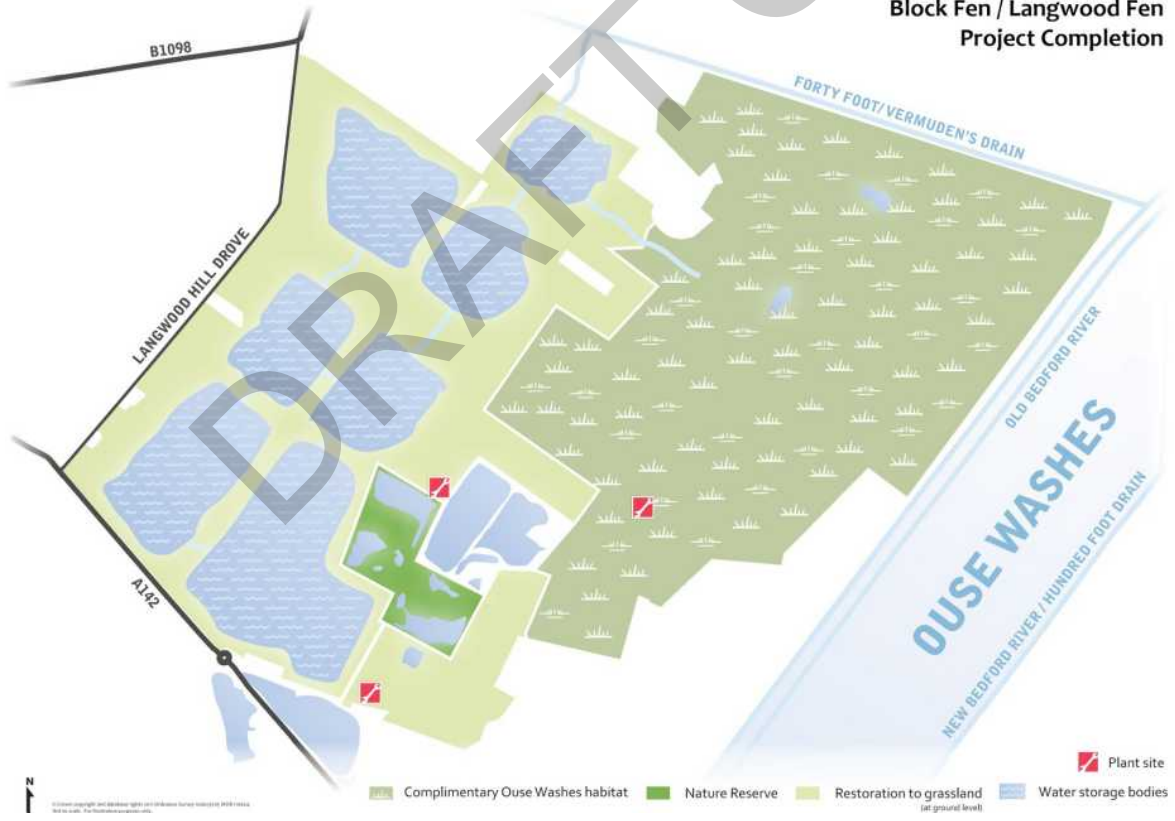 Block Fen / Langwood Fen
Project Completion
B1098
FORTY FOOT/VERMUDEN'S DRAIN
LANGWOOD HILL DROVE
OLD BEDFORD RIVER
OUSE WASHES
NEW BEDFORD RIVER / HUNDRED FOOT DRAIN
A142
DRAFT
Plant site
N
Complimentary Ouse Washes habitat
Nature Reserve
Restoration to grassland
(at ground level)
Water storage bodies